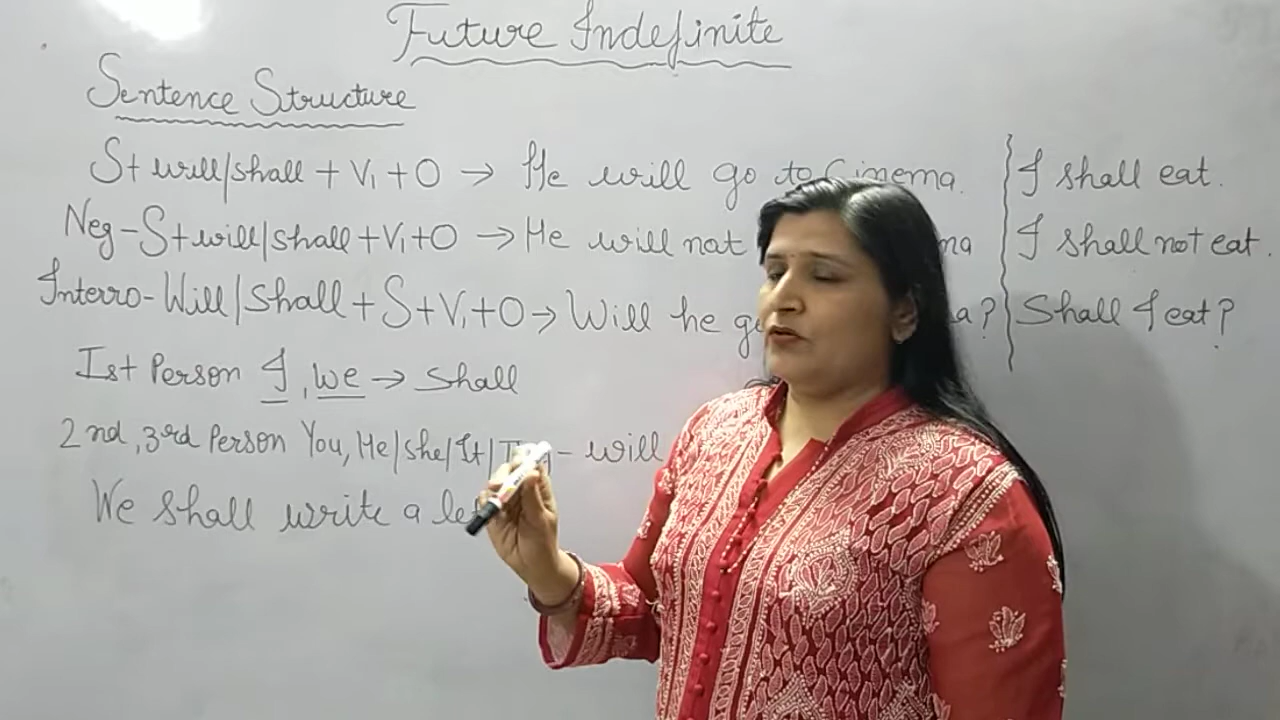 Future Indefinite
Sentence Structure
S+ will/shall + V1 + O → He will go to Cinema.
I shall eat.
Neg-S+will/shall+V1+O → He will not
I shall not eat.
Interro-Will/Shall + S+V1+O → Will he
Shall I eat?
Ist Person I, we → Shall
2nd, 3rd Person You, He/she/It/ - will
We shall write a